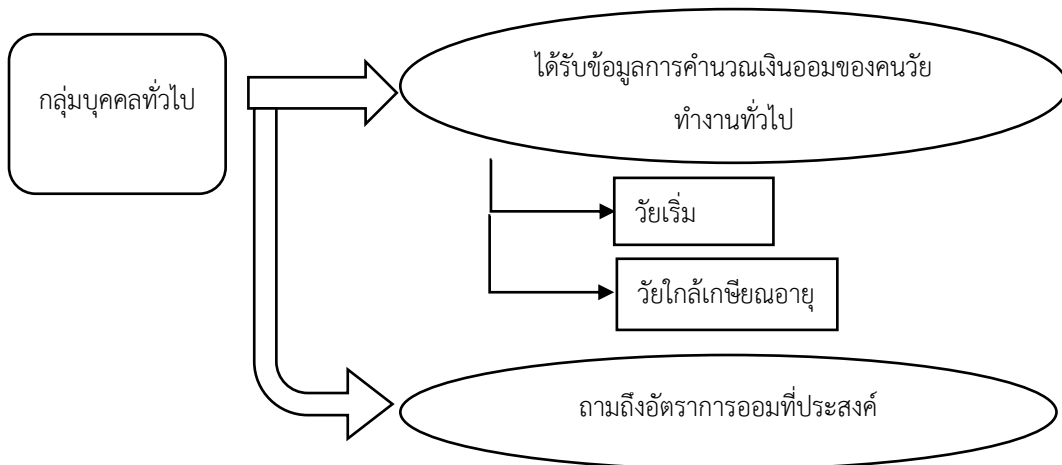 กลุ่มบุคคลทั่วไป
ได้รับข้อมูลการคำนวณเงินออมของคนวัย
ทำงานทั่วไป
วัยเริ่ม
วัยใกล้เกษียณอายุ
ถามถึงอัตราการออมที่ประสงค์